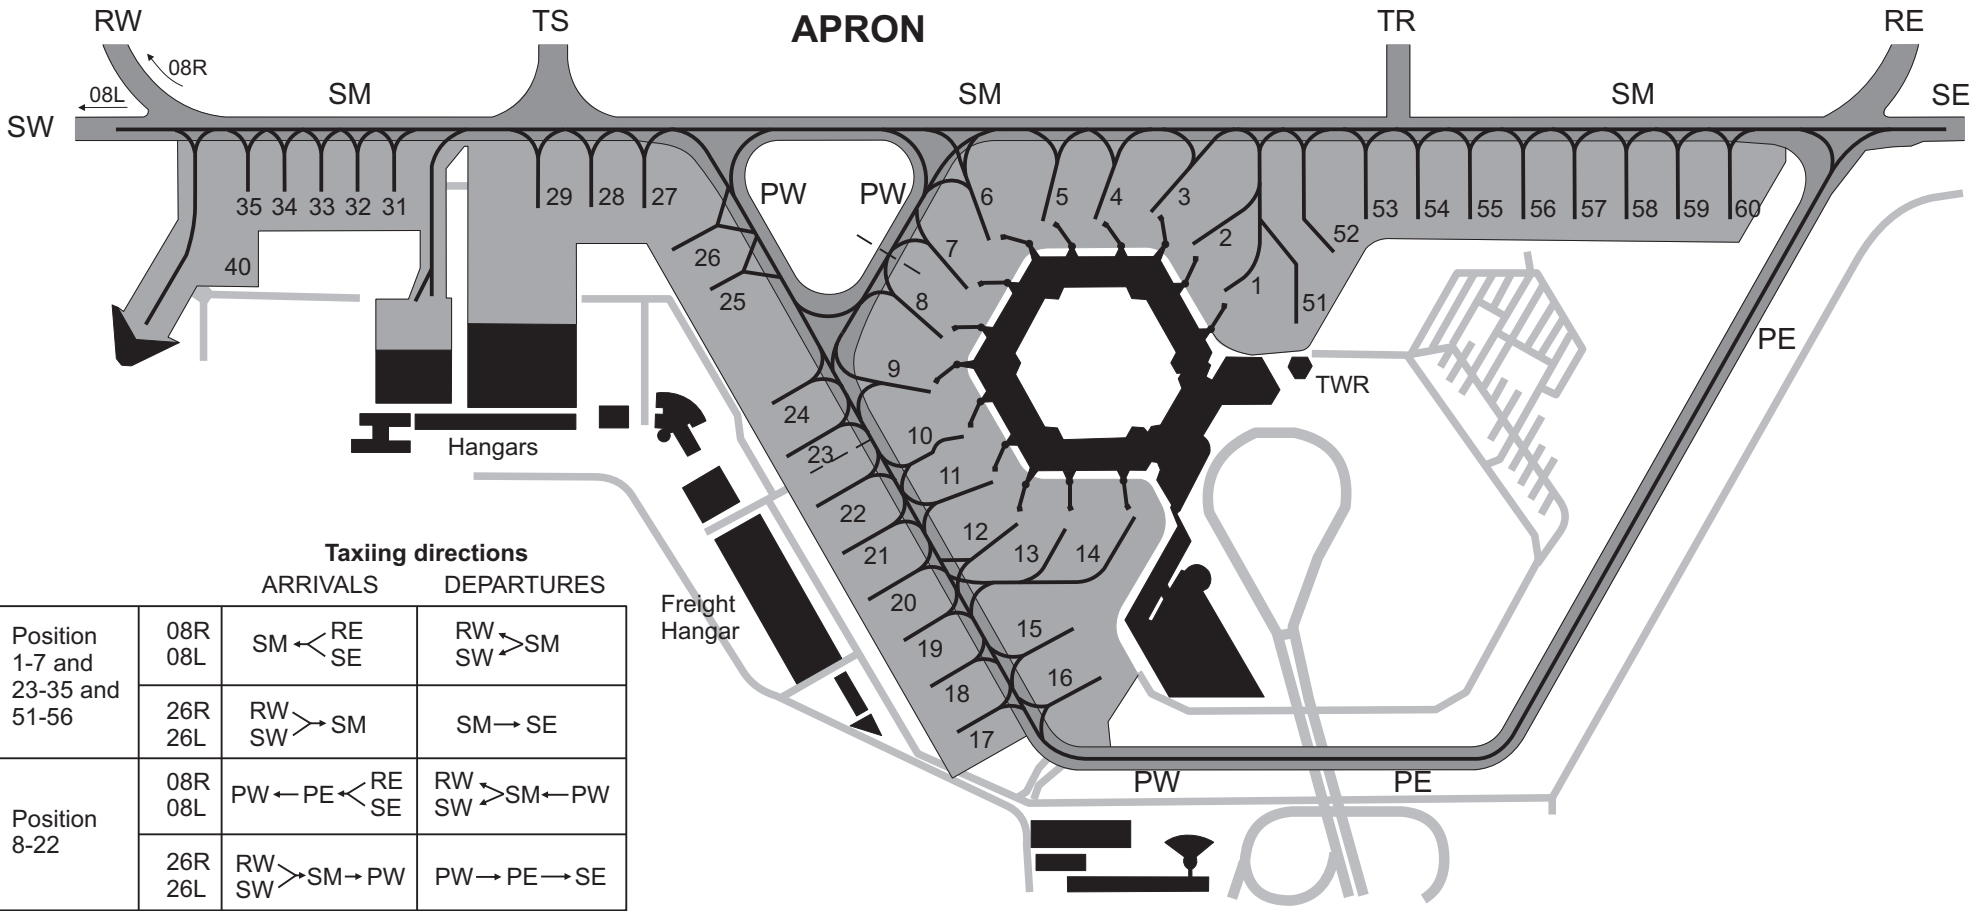 RW
TS
APRON
TR
RE
08R
08L
SM
SM
SM
SE
SW
PW
PW
35
34
33
32
31
29
28
27
6
5
4
3
2
1
52
51
53
54
55
56
57
58
59
60
40
26
25
7
8
9
24
23
10
11
22
21
12
13
14
20
19
18
17
15
16
TWR
PE
Hangars
Freight
Hangar
PW
PE
Taxiing directions
ARRIVALS DEPARTURES
Position
1-7 and
23-35 and
51-56
08R
08L
SM ← RE
SE
RW
SW ← SM
26R
26L
RW
SW → SM
SM → SE
Position
8-22
08R
08L
PW ← PE ← RE
SE
RW
SW ← SM ← PW
26R
26L
RW
SW → SM → PW
PW → PE → SE